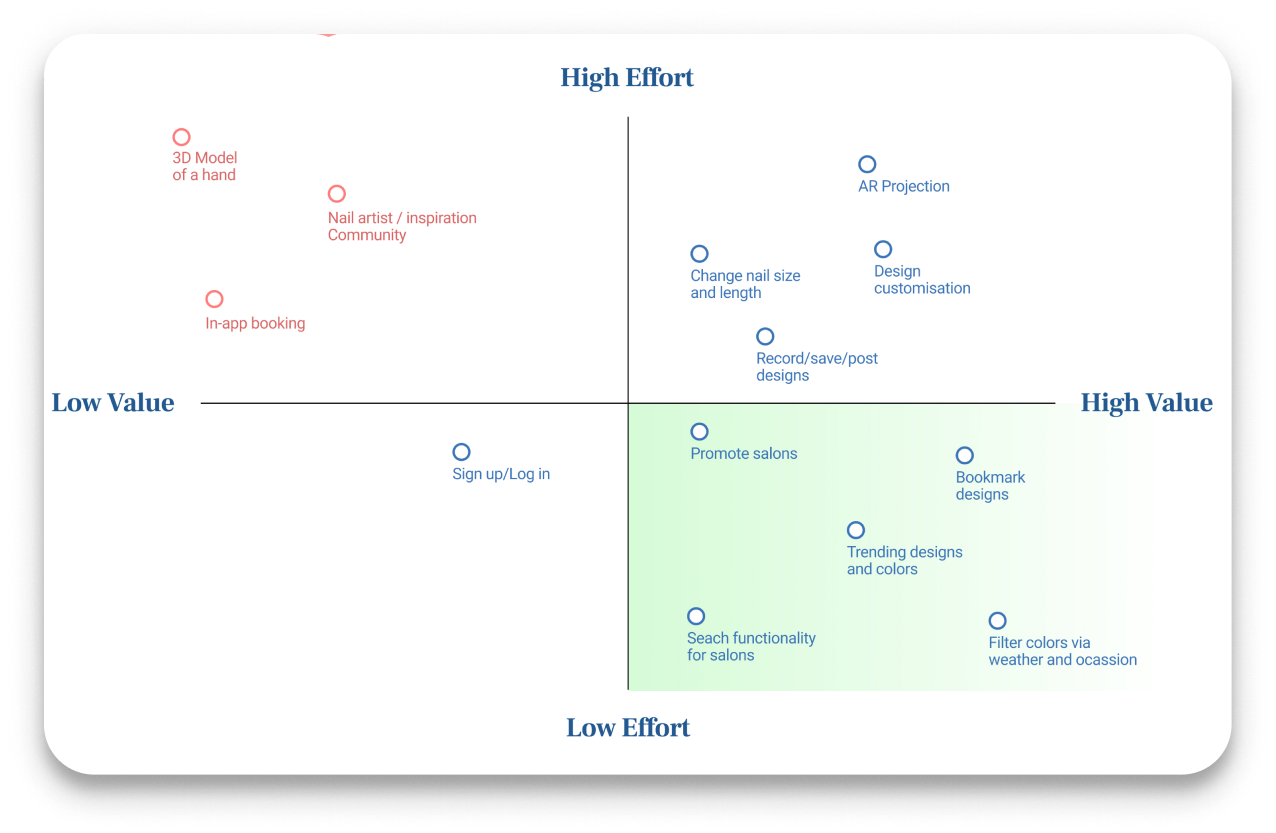 High Effort
3D Model
of a hand
AR Projection
Nail artist / inspiration
Community
Change nail size
and length
Design
customisation
In-app booking
Record/save/post
designs
Low Value
High Value
Promote salons
Sign up/Log in
Bookmark
designs
Trending designs
and colors
Seach functionality
for salons
Filter colors via
weather and ocassion
Low Effort